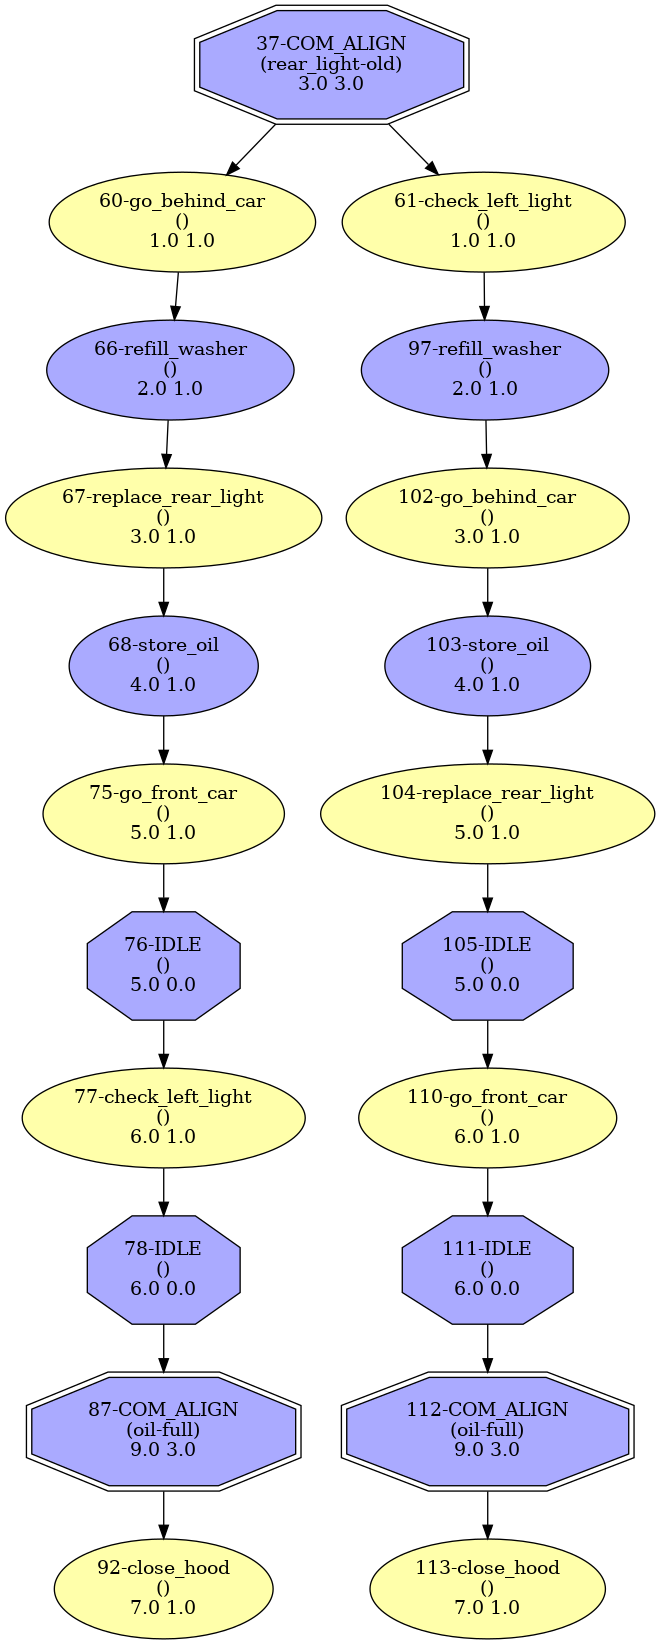 37-COM_ALIGN
(rear_light-old)
3.0 3.0
60-go_behind_car
()
1.0 1.0
61-check_left_light
()
1.0 1.0
66-refill_washer
()
2.0 1.0
97-refill_washer
()
2.0 1.0
67-replace_rear_light
()
3.0 1.0
102-go_behind_car
()
3.0 1.0
68-store_oil
()
4.0 1.0
103-store_oil
()
4.0 1.0
75-go_front_car
()
5.0 1.0
104-replace_rear_light
()
5.0 1.0
76-IDLE
()
5.0 0.0
105-IDLE
()
5.0 0.0
77-check_left_light
()
6.0 1.0
110-go_front_car
()
6.0 1.0
78-IDLE
()
6.0 0.0
111-IDLE
()
6.0 0.0
87-COM_ALIGN
(oil-full)
9.0 3.0
112-COM_ALIGN
(oil-full)
9.0 3.0
92-close_hood
()
7.0 1.0
113-close_hood
()
7.0 1.0